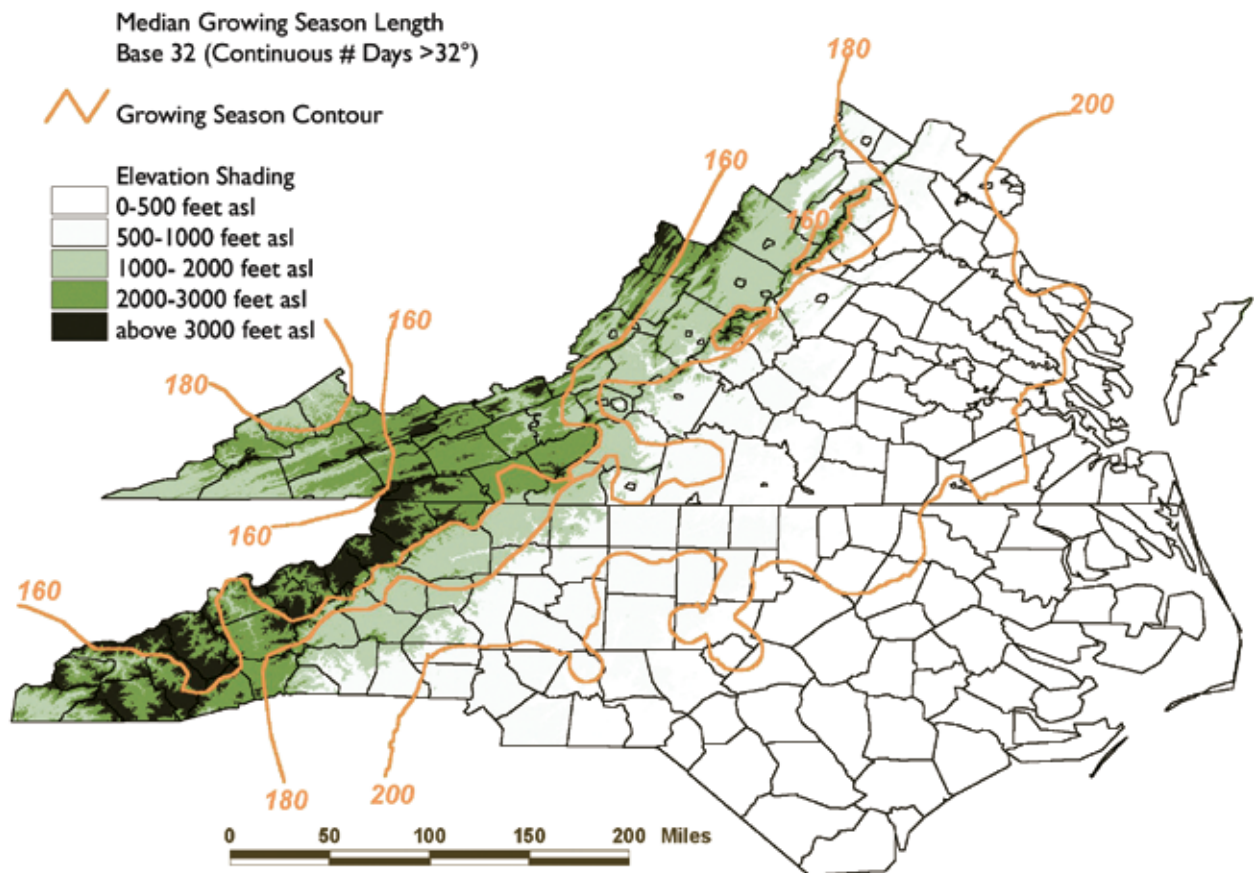 Median Growing Season Length
Base 32 (Continuous # Days >32°)
Growing Season Contour
Elevation Shading
0-500 feet asl
500-1000 feet asl
1000- 2000 feet asl
2000-3000 feet asl
above 3000 feet asl
180
200
160
160
160
180
160
160
180
200
0 50 100 150 200 Miles